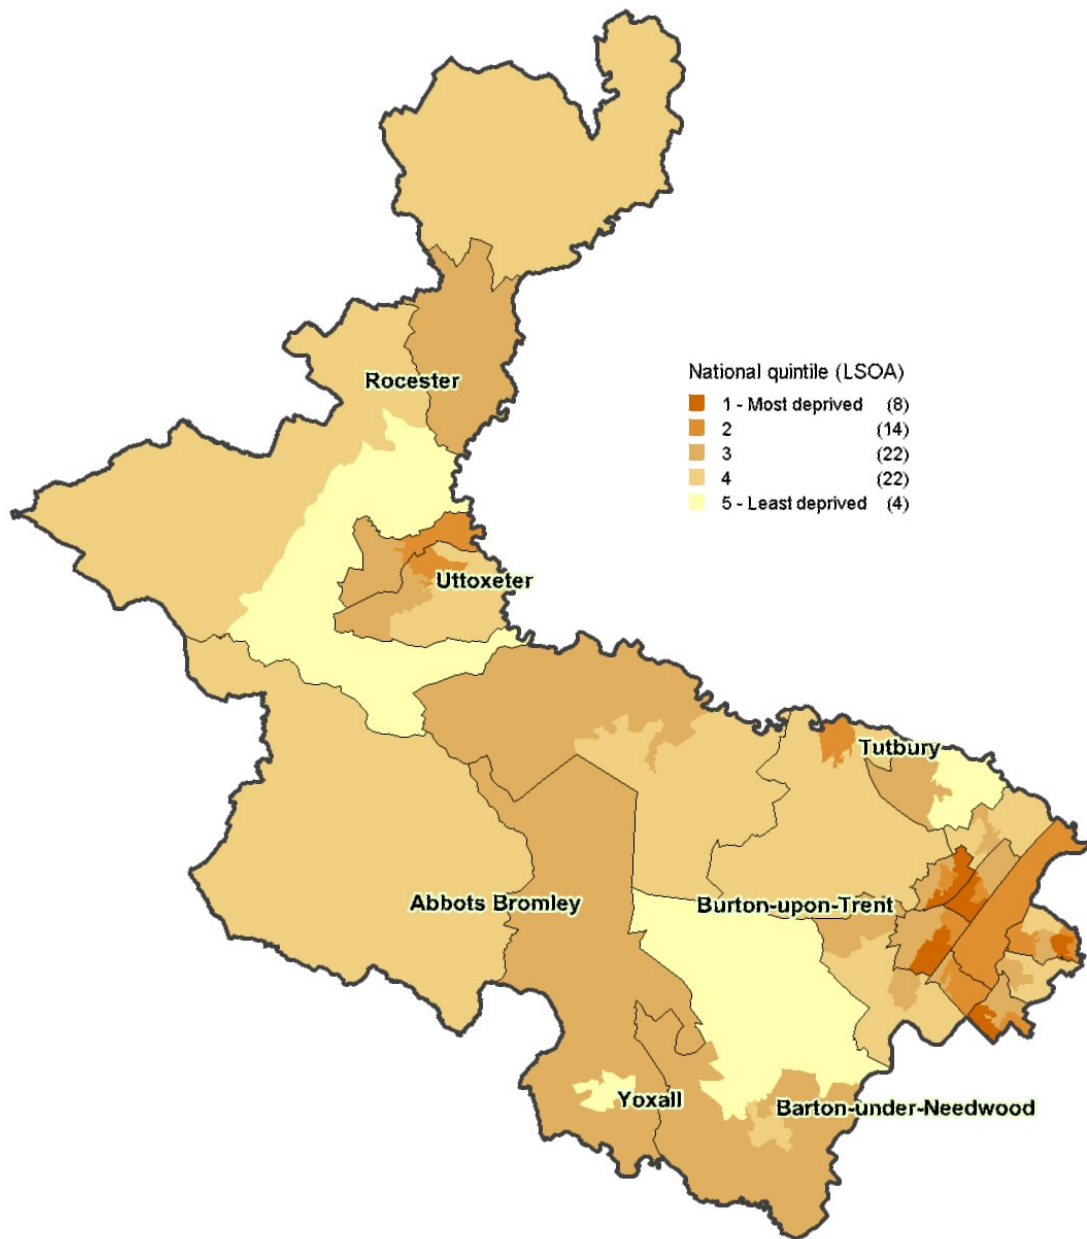 Rocester
National quintile (LSOA)
1 - Most deprived (8)
2 (14)
3 (22)
4 (22)
5 - Least deprived (4)
Uttoxeter
Tutbury
Abbots Bromley
Burton-upon-Trent
Yoxall
Barton-under-Needwood